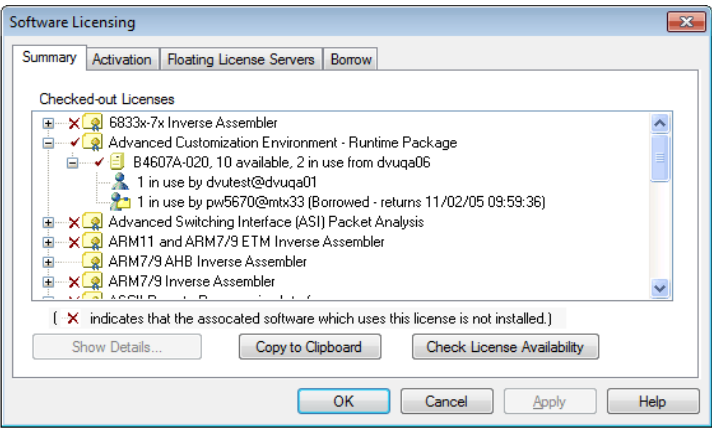 Software Licensing
Summary Activation Floating License Servers Borrow
Checked-out Licenses
6833x-7x Inverse Assembler
Advanced Customization Environment - Runtime Package
B4607A-020, 10 available, 2 in use from dvuqa06
1 in use by dvutest@dvuqa01
1 in use by pw5670@mtx33 (Borrowed - returns 11/02/05 09:59:36)
Advanced Switching Interface (ASI) Packet Analysis
ARM11 and ARM7/9 ETM Inverse Assembler
ARM7/9 AHB Inverse Assembler
ARM7/9 Inverse Assembler
( X indicates that the assocated software which uses this license is not installed.)
Show Details... Copy to Clipboard Check License Availability
OK Cancel Apply Help